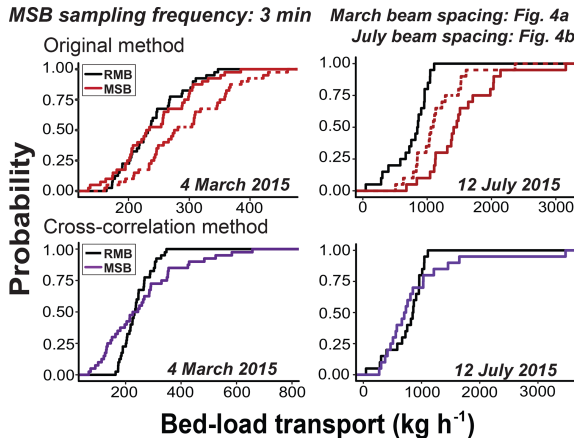 MSB sampling frequency: 3 min
March beam spacing: Fig. 4a
July beam spacing: Fig. 4b
Original method
1.00
0.75
0.50
0.25
0.00
RMB
MSB
4 March 2015
200
400
1.00
0.75
0.50
0.25
0.00
12 July 2015
0
1000
2000
3000
Probability
Cross-correlation method
1.00
0.75
0.50
0.25
0.00
RMB
MSB
4 March 2015
200
400
600
800
1.00
0.75
0.50
0.25
0.00
12 July 2015
0
1000
2000
3000
Bed-load transport (kg h⁻¹)